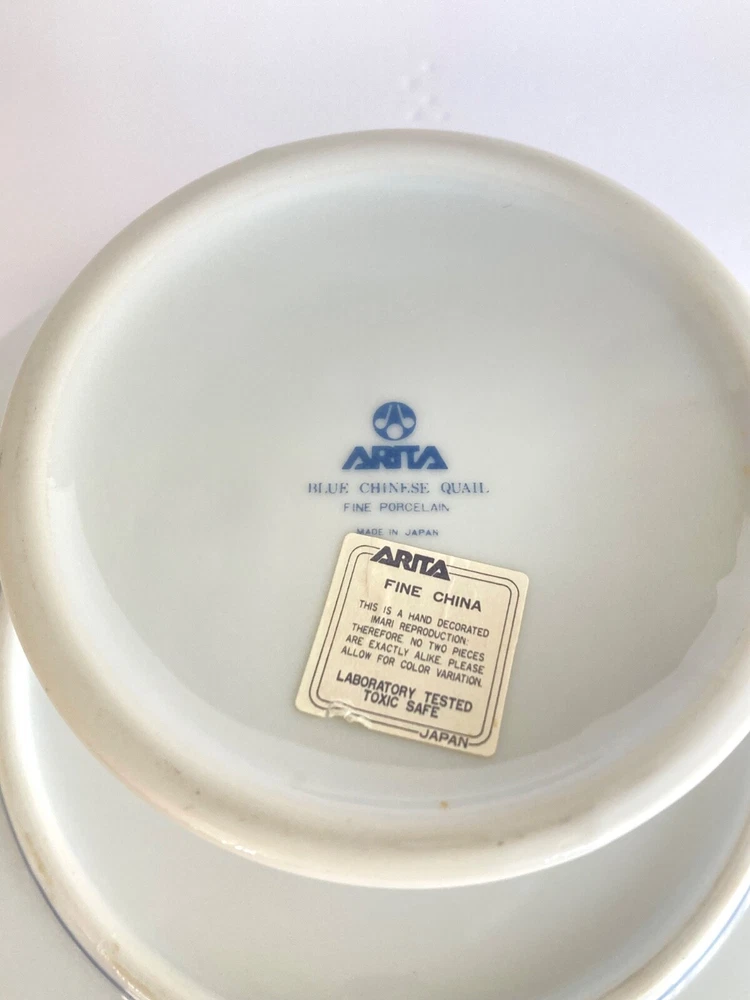 ARITA
BLUE CHINESE QUAIL
FINE PORCELAIN
MADE IN JAPAN
ARITA
FINE CHINA
THIS IS A HAND DECORATED
IMARI REPRODUCTION:
THEREFORE, NO TWO PIECES
ARE EXACTLY ALIKE. PLEASE
ALLOW FOR COLOR VARIATION.
LABORATORY TESTED
TOXIC SAFE
JAPAN